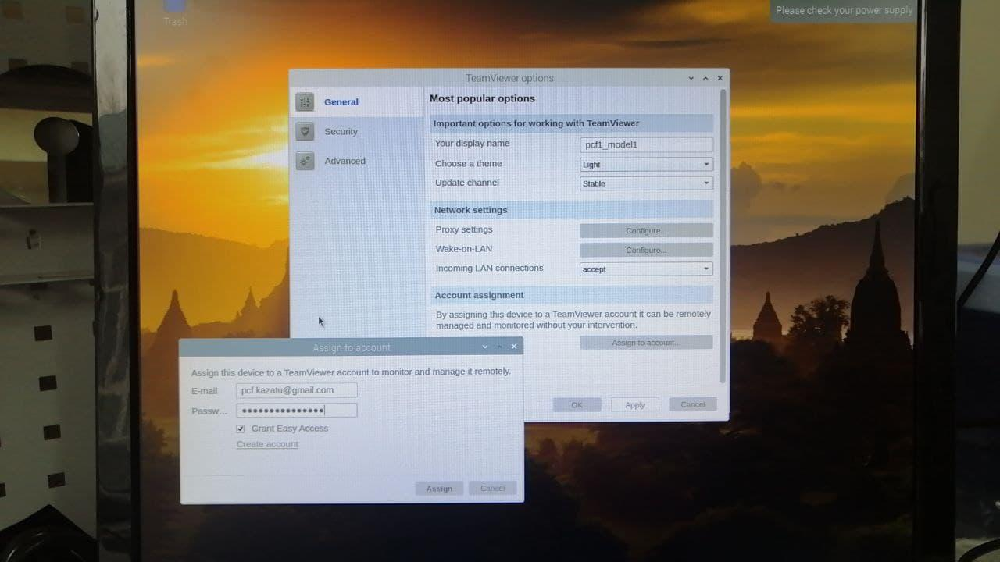 Trash
Please check your power supply
TeamViewer options
General
Security
Advanced
Most popular options
Important options for working with TeamViewer
Your display name
pcf1_model1
Choose a theme
Light
Update channel
Stable
Network settings
Proxy settings
Configure...
Wake-on-LAN
Configure...
Incoming LAN connections
accept
Account assignment
By assigning this device to a TeamViewer account it can be remotely
managed and monitored without your intervention.
Assign to account...
OK
Apply
Cancel
Assign to account
Assign this device to a TeamViewer account to monitor and manage it remotely.
E-mail
pcf.kazatu@gmail.com
Passw...
Grant Easy Access
Create account
Assign
Cancel